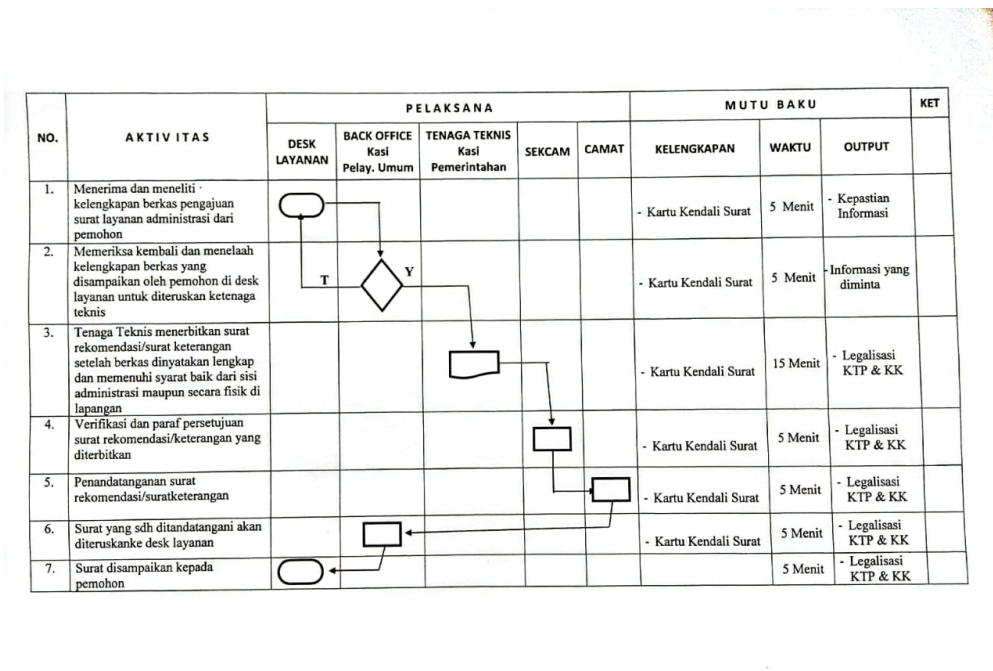 PELAKSANA
MUTU BAKU
KET
NO.
AKTIVITAS
DESK
LAYANAN
BACK OFFICE
Kasi
Pelay. Umum
TENAGA TEKNIS
Kasi
Pemerintahan
SEKCAM
CAMAT
KELENGKAPAN
WAKTU
OUTPUT
1.
Menerima dan meneliti
kelengkapan berkas pengajuan
surat layanan administrasi dari
pemohon
- Kartu Kendali Surat
5 Menit
- Kepastian
Informasi
2.
Memeriksa kembali dan menelaah
kelengkapan berkas yang
disampaikan oleh pemohon di desk
layanan untuk diteruskan ketenaga
teknis
T
Y
- Kartu Kendali Surat
5 Menit
-Informasi yang
diminta
3.
Tenaga Teknis menerbitkan surat
rekomendasi/surat keterangan
setelah berkas dinyatakan lengkap
dan memenuhi syarat baik dari sisi
administrasi maupun secara fisik di
lapangan
- Kartu Kendali Surat
15 Menit
- Legalisasi
KTP & KK
4.
Verifikasi dan paraf persetujuan
surat rekomendasi/keterangan yang
diterbitkan
- Kartu Kendali Surat
5 Menit
- Legalisasi
KTP & KK
5.
Penandatanganan surat
rekomendasi/suratketerangan
- Kartu Kendali Surat
5 Menit
- Legalisasi
KTP & KK
6.
Surat yang sdh ditandatangani akan
diteruskanke desk layanan
- Kartu Kendali Surat
5 Menit
- Legalisasi
KTP & KK
7.
Surat disampaikan kepada
pemohon
5 Menit
- Legalisasi
KTP & KK